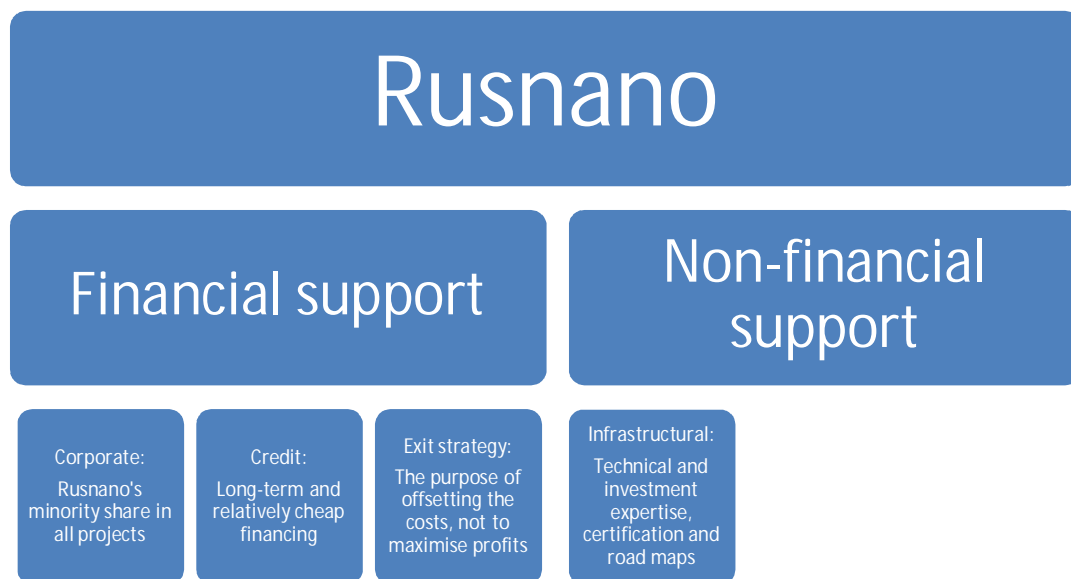 Rusnano
Financial support
Non-financial
support
Corporate:
Rusnano's
minority share in
all projects
Credit:
Long-term and
relatively cheap
financing
Exit strategy:
The purpose of
offsetting the
costs, not to
maximise profits
Infrastructural:
Technical and
investment
expertise,
certification and
road maps